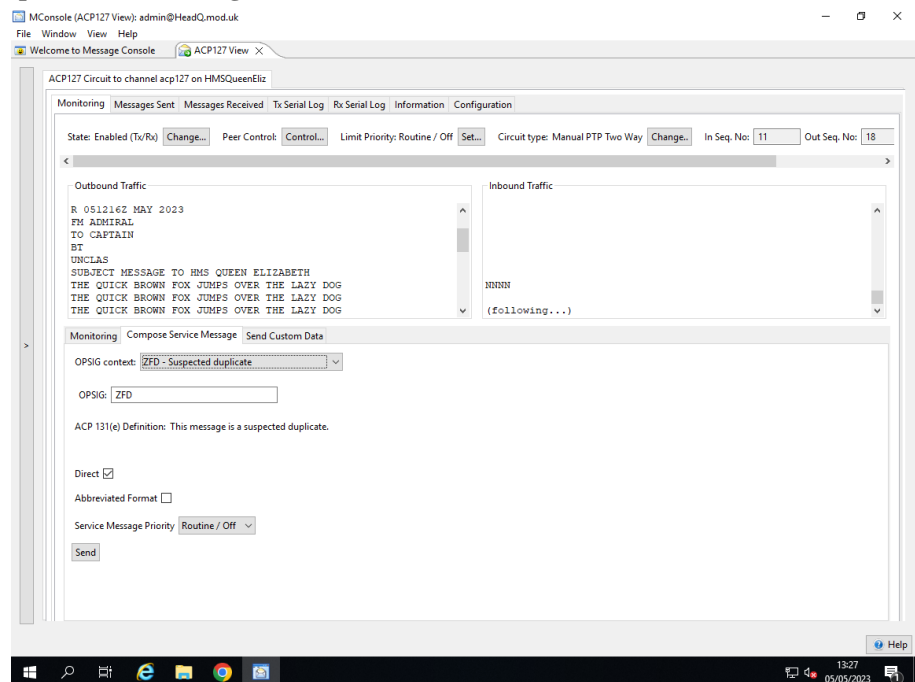 MConsole (ACP127 View): admin@HeadQ.mod.uk
File Window View Help
Welcome to Message Console ACP127 View
ACP127 Circuit to channel acp127 on HMSQueenEliz
Monitoring Messages Sent Messages Received Tx Serial Log Rx Serial Log Information Configuration
State: Enabled (Tx/Rx) Change... Peer Control: Control... Limit Priority: Routine / Off Set... Circuit type: Manual PTP Two Way Change.. In Seq. No: 11 Out Seq. No: 18
Outbound Traffic
R 051216Z MAY 2023
FM ADMIRAL
TO CAPTAIN
BT
UNCLAS
SUBJECT MESSAGE TO HMS QUEEN ELIZABETH
THE QUICK BROWN FOX JUMPS OVER THE LAZY DOG
THE QUICK BROWN FOX JUMPS OVER THE LAZY DOG
THE QUICK BROWN FOX JUMPS OVER THE LAZY DOG
Inbound Traffic
NNNN
(following...)
Monitoring Compose Service Message Send Custom Data
OPSIG context: ZFD - Suspected duplicate
OPSIG: ZFD
ACP 131(e) Definition: This message is a suspected duplicate.
Direct
Abbreviated Format
Service Message Priority Routine / Off
Send
Help
13:27
05/05/2023